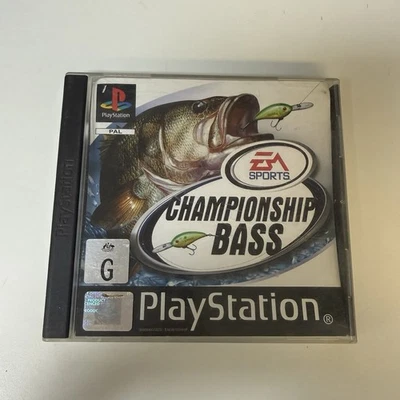 PlayStation
PAL
EA
SPORTS
CHAMPIONSHIP
BASS
G
PlayStation®
PlayStation